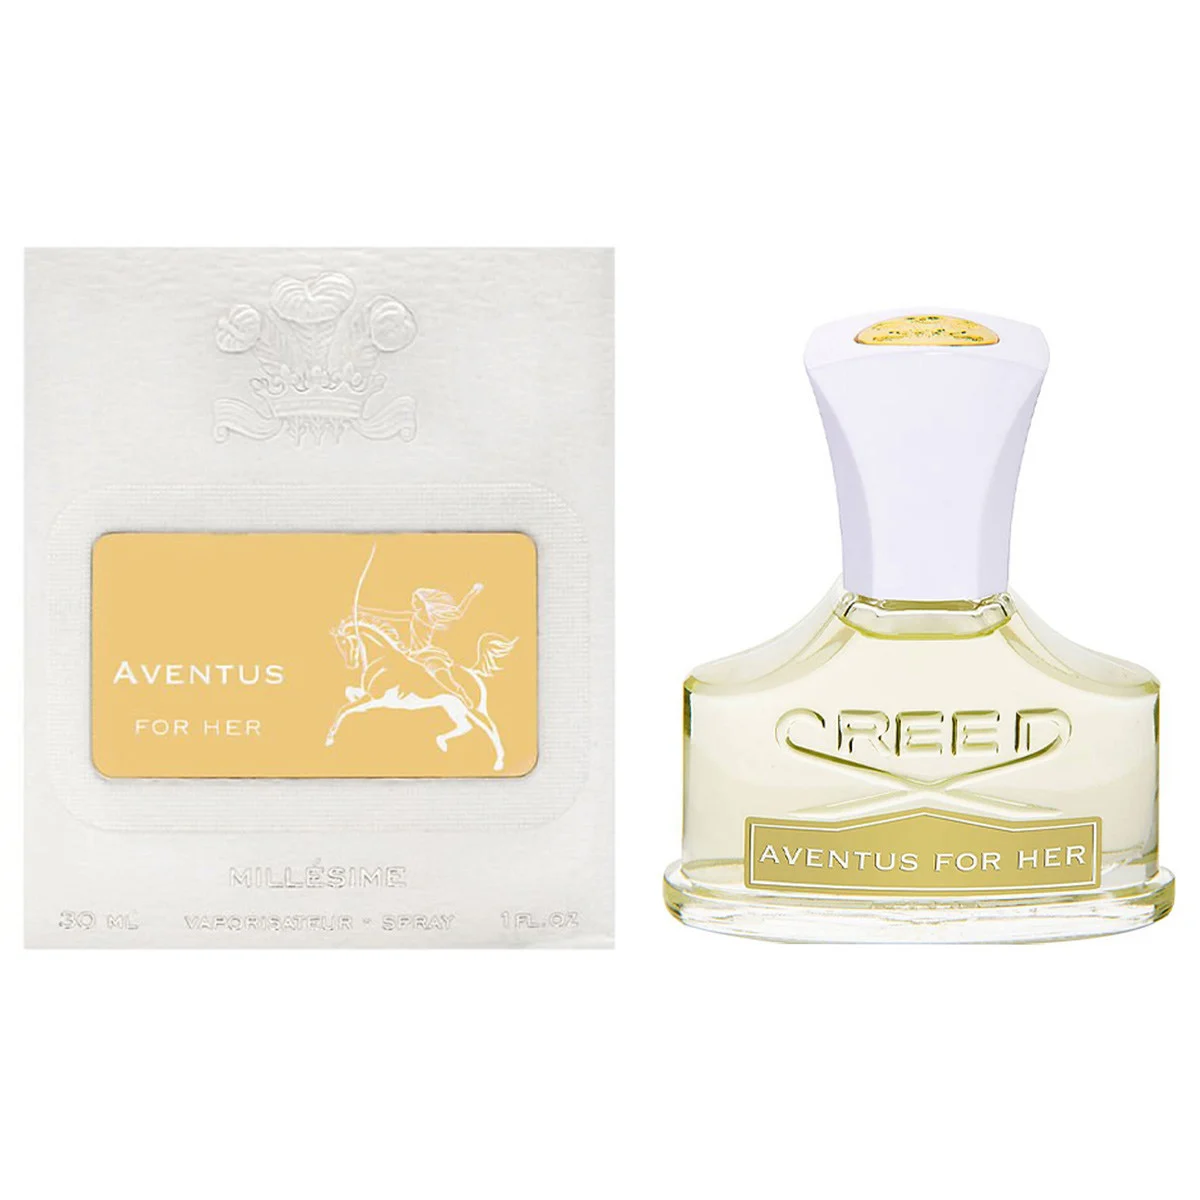 AVENTUS
FOR HER
MILLÉSIME
30 ML VAPORISATEUR - SPRAY 1 FL.OZ
CREED
AVENTUS FOR HER